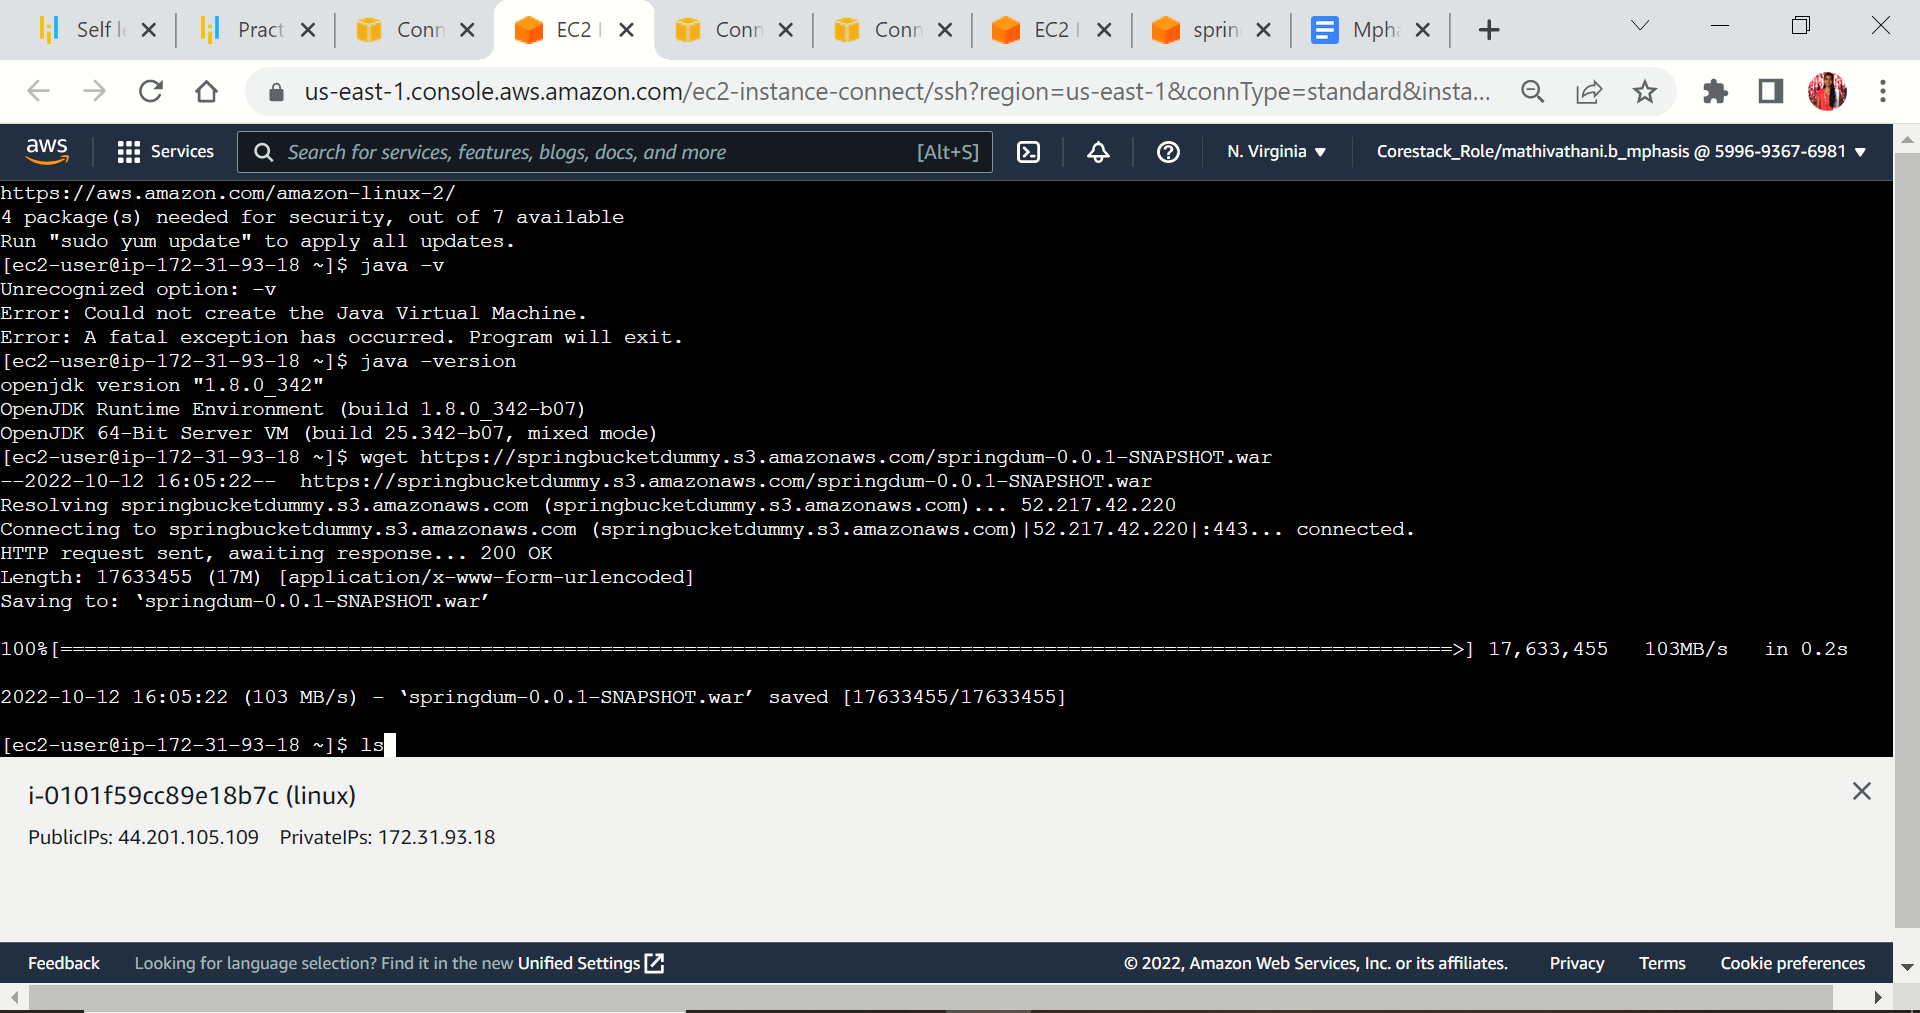 Self l
Pract
Conn
EC2 I
Conn
Conn
EC2 I
sprin
Mpha
us-east-1.console.aws.amazon.com/ec2-instance-connect/ssh?region=us-east-1&connType=standard&insta...
aws
Services
Search for services, features, blogs, docs, and more
[Alt+S]
N. Virginia
Corestack_Role/mathivathani.b_mphasis @ 5996-9367-6981
https://aws.amazon.com/amazon-linux-2/
4 package(s) needed for security, out of 7 available
Run "sudo yum update" to apply all updates.
[ec2-user@ip-172-31-93-18 ~]$ java -v
Unrecognized option: -v
Error: Could not create the Java Virtual Machine.
Error: A fatal exception has occurred. Program will exit.
[ec2-user@ip-172-31-93-18 ~]$ java -version
openjdk version "1.8.0_342"
OpenJDK Runtime Environment (build 1.8.0_342-b07)
OpenJDK 64-Bit Server VM (build 25.342-b07, mixed mode)
[ec2-user@ip-172-31-93-18 ~]$ wget https://springbucketdummy.s3.amazonaws.com/springdum-0.0.1-SNAPSHOT.war
--2022-10-12 16:05:22--  https://springbucketdummy.s3.amazonaws.com/springdum-0.0.1-SNAPSHOT.war
Resolving springbucketdummy.s3.amazonaws.com (springbucketdummy.s3.amazonaws.com)... 52.217.42.220
Connecting to springbucketdummy.s3.amazonaws.com (springbucketdummy.s3.amazonaws.com)|52.217.42.220|:443... connected.
HTTP request sent, awaiting response... 200 OK
Length: 17633455 (17M) [application/x-www-form-urlencoded]
Saving to: ‘springdum-0.0.1-SNAPSHOT.war’
100%[====================================================================================================================>] 17,633,455   103MB/s   in 0.2s
2022-10-12 16:05:22 (103 MB/s) - ‘springdum-0.0.1-SNAPSHOT.war’ saved [17633455/17633455]
[ec2-user@ip-172-31-93-18 ~]$ ls
i-0101f59cc89e18b7c (linux)
PublicIPs: 44.201.105.109 PrivateIPs: 172.31.93.18
Feedback
Looking for language selection? Find it in the new Unified Settings
© 2022, Amazon Web Services, Inc. or its affiliates.
Privacy
Terms
Cookie preferences